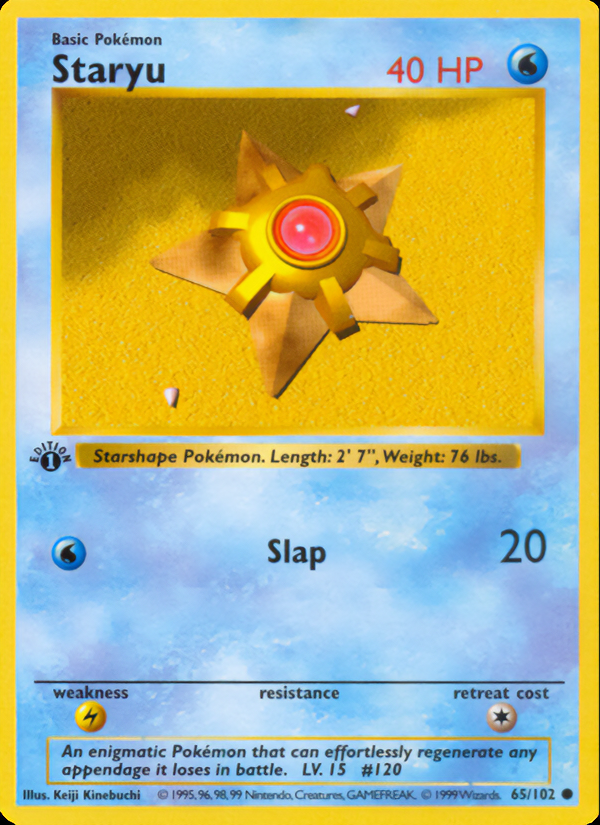 Basic Pokémon
Staryu 40 HP
EDITION 1
Starshape Pokémon. Length: 2' 7", Weight: 76 lbs.
Slap 20
weakness resistance retreat cost
An enigmatic Pokémon that can effortlessly regenerate any
appendage it loses in battle. LV. 15 #120
Illus. Keiji Kinebuchi © 1995, 96, 98, 99 Nintendo, Creatures, GAMEFREAK. © 1999 Wizards. 65/102